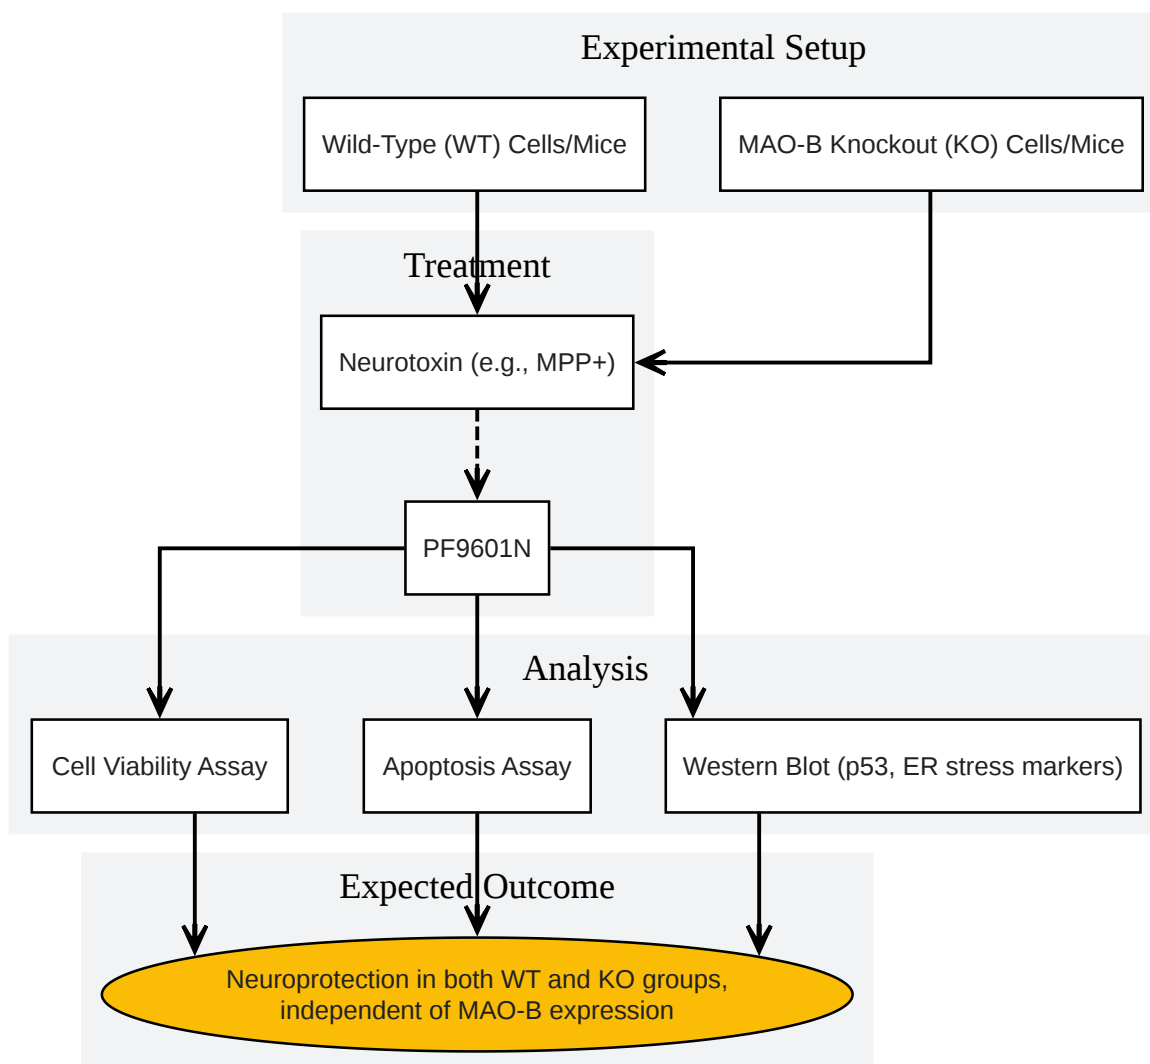 Experimental Setup
Wild-Type (WT) Cells/Mice
MAO-B Knockout (KO) Cells/Mice
Treatment
Neurotoxin (e.g., MPP+)
PF9601N
Analysis
Cell Viability Assay
Apoptosis Assay
Western Blot (p53, ER stress markers)
Expected Outcome
Neuroprotection in both WT and KO groups,
independent of MAO-B expression